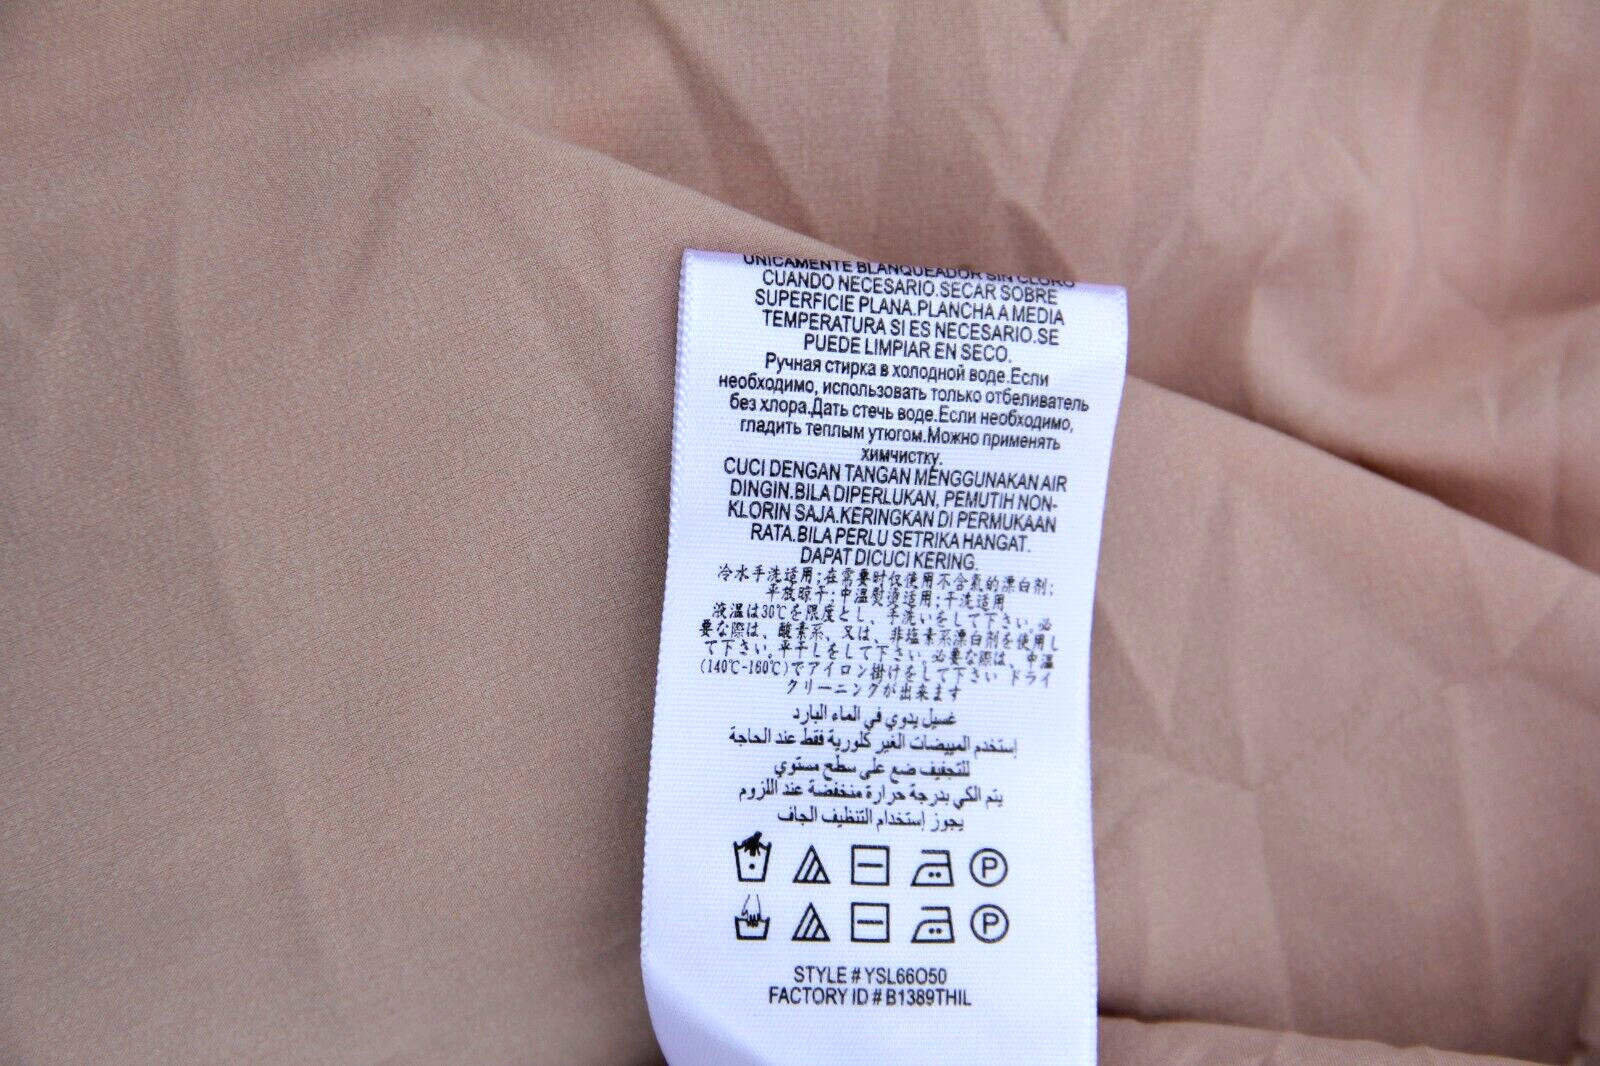 UNICAMENTE BLANQUEADOR SIN CLORO
CUANDO NECESARIO.SECAR SOBRE
SUPERFICIE PLANA.PLANCHA A MEDIA
TEMPERATURA SI ES NECESARIO.SE
PUEDE LIMPIAR EN SECO.
Ручная стирка в холодной воде.Если
необходимо, использовать только отбеливатель
без хлора.Дать стечь воде.Если необходимо,
гладить теплым утюгом.Можно применять
химчистку.
CUCI DENGAN TANGAN MENGGUNAKAN AIR
DINGIN.BILA DIPERLUKAN, PEMUTIH NON-
KLORIN SAJA.KERINGKAN DI PERMUKAAN
RATA.BILA PERLU SETRIKA HANGAT.
DAPAT DICUCI KERING.
冷水手洗适用;在需要时仅使用不含氯的漂白剂;
平放晾干;中温熨烫适用;干洗适用
液温は30℃を限度とし、手洗いをして下さい。必
要な際は、酸素系、又は、非塩素系漂白剤を使用し
て下さい。平干しをして下さい。必要な際は、中温
(140℃-160℃)でアイロン掛けをして下さい ドライ
クリーニングが出来ます
غسيل يدوي في الماء البارد
إستخدم المبيضات الغير كلورية فقط عند الحاجة
للتجفيف ضع على سطح مستوي
يتم الكي بدرجة حرارة منخفضة عند اللزوم
يجوز إستخدام التنظيف الجاف
P
P
STYLE # YSL66O50
FACTORY ID # B1389THIL